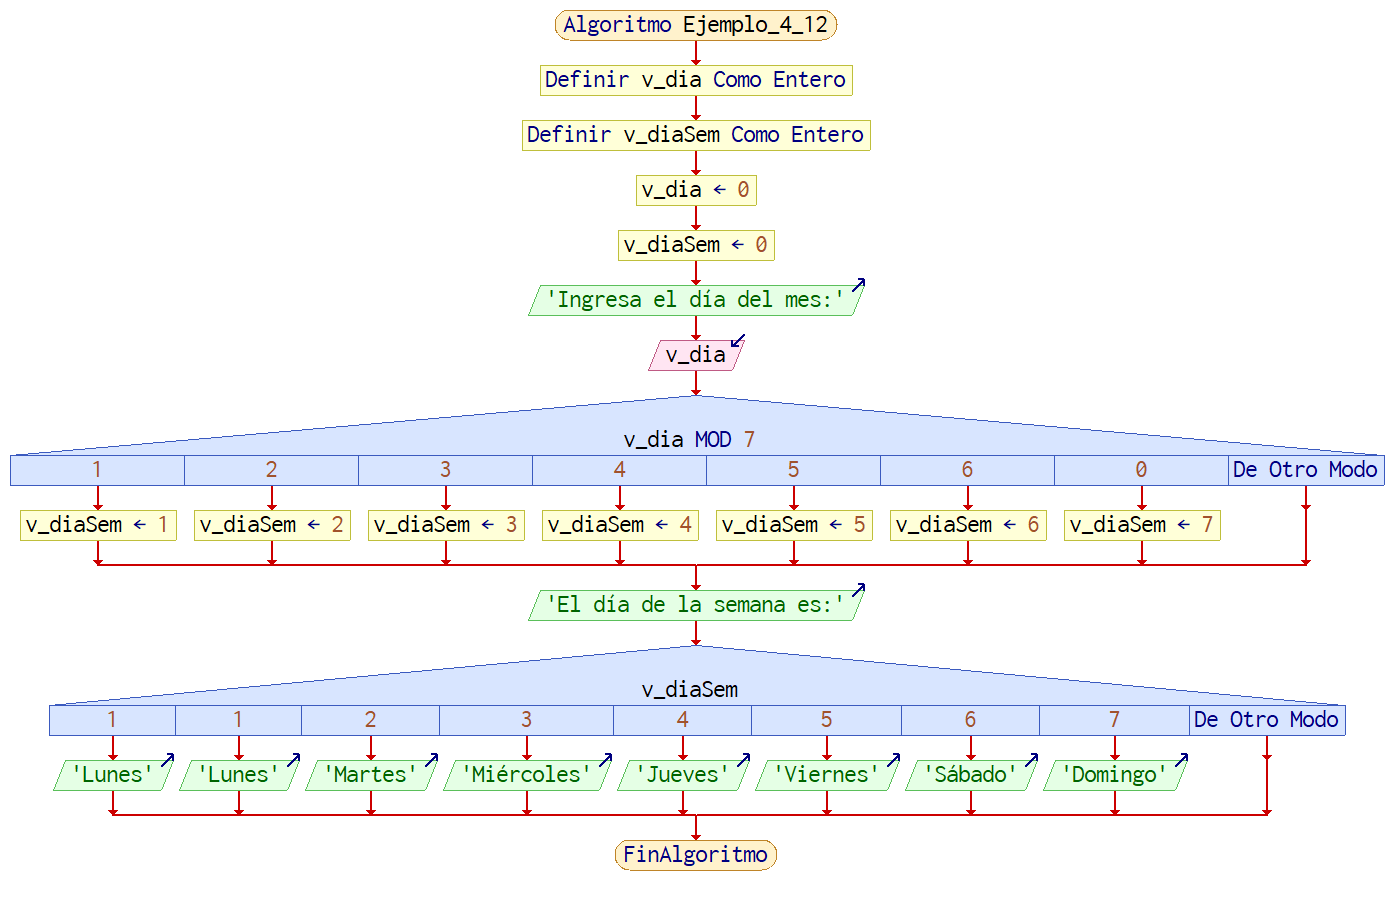 Algoritmo Ejemplo_4_12
Definir v_dia Como Entero
Definir v_diaSem Como Entero
v_dia ← 0
v_diaSem ← 0
'Ingresa el día del mes:'
v_dia
v_dia MOD 7
1 2 3 4 5 6 0 De Otro Modo
v_diaSem ← 1 v_diaSem ← 2 v_diaSem ← 3 v_diaSem ← 4 v_diaSem ← 5 v_diaSem ← 6 v_diaSem ← 7
'El día de la semana es:'
v_diaSem
1 1 2 3 4 5 6 7 De Otro Modo
'Lunes' 'Lunes' 'Martes' 'Miércoles' 'Jueves' 'Viernes' 'Sábado' 'Domingo'
FinAlgoritmo